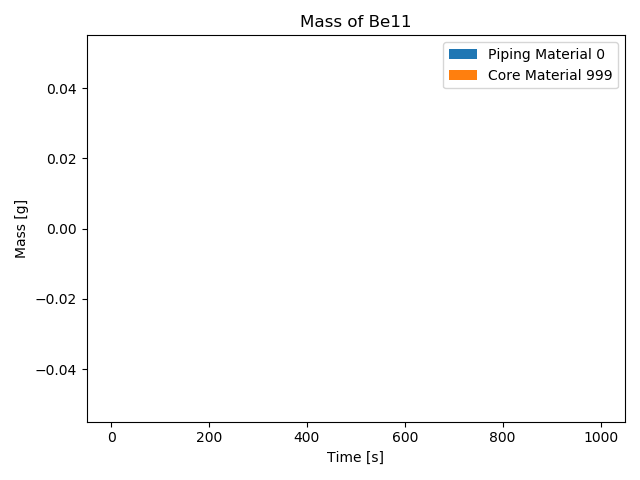 Mass of Be11
Piping Material 0
Core Material 999
0.04
0.02
0.00
−0.02
−0.04
Mass [g]
0 200 400 600 800 1000
Time [s]